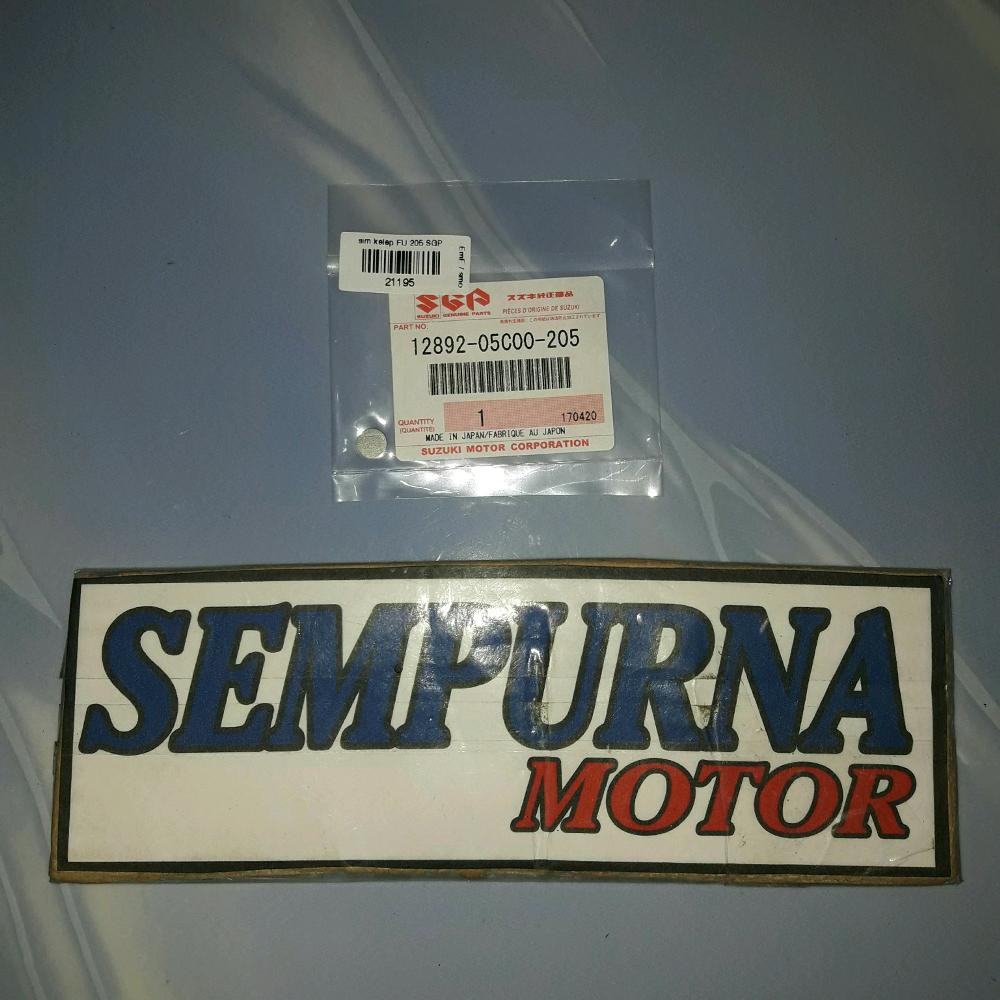 sim kelep FU 205 SGP
Emf / smo
21195
SGP
SUZUKI GENUINE PARTS
スズキ純正部品
PIÈCES D'ORIGINE DE SUZUKI
PART NO.
12892-05C00-205
QUANTITY
(QUANTITÉ)
1
170420
MADE IN JAPAN/FABRIQUE AU JAPON
SUZUKI MOTOR CORPORATION
SEMPURNA
MOTOR